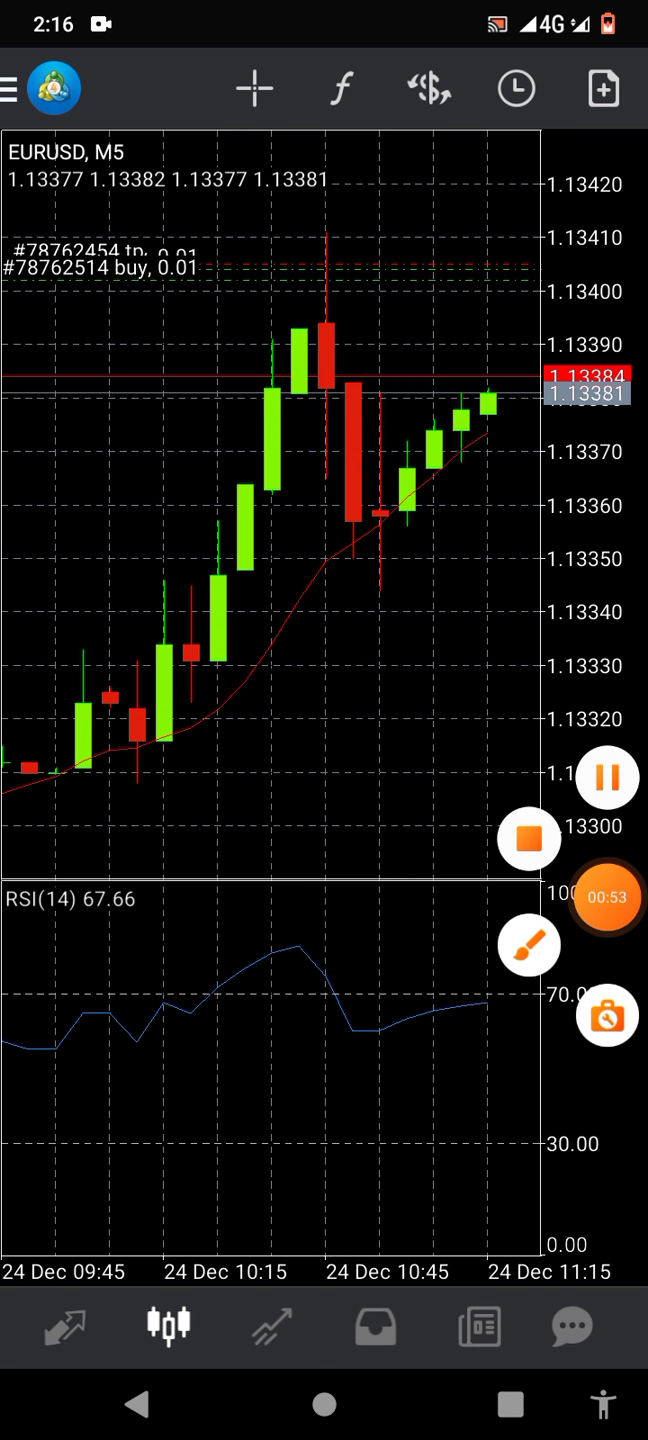 2:16
4G
f
$
EURUSD, M5
1.13377 1.13382 1.13377 1.13381
1.13420
1.13410
#78762454 tp, 0.01
#78762514 buy, 0.01
1.13400
1.13390
1.13384
1.13381
1.13370
1.13360
1.13350
1.13340
1.13330
1.13320
1.1
.13300
RSI(14) 67.66
100
00:53
70.0
30.00
0.00
24 Dec 09:45
24 Dec 10:15
24 Dec 10:45
24 Dec 11:15